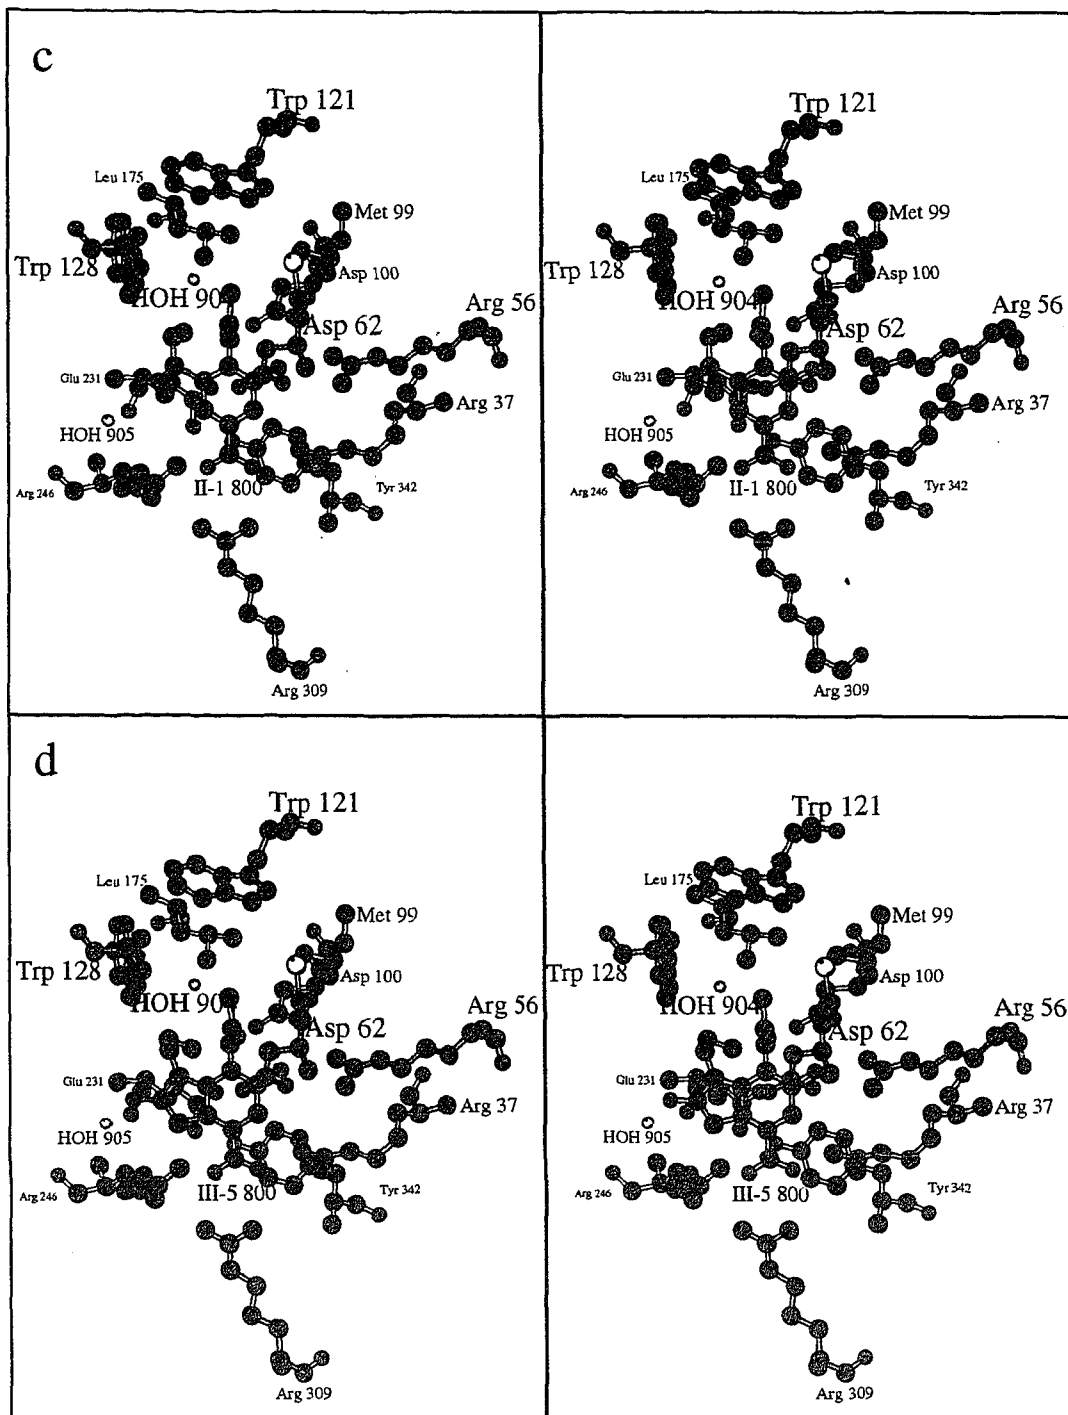 c
Trp 121
Leu 175
Met 99
Trp 128
HOH 90
Asp 100
Asp 62
Arg 56
Glu 231
Arg 37
HOH 905
Arg 246
II-1 800
Tyr 342
Arg 309
Trp 121
Leu 175
Met 99
Trp 128
HOH 904
Asp 100
Asp 62
Arg 56
Glu 231
Arg 37
HOH 905
Arg 246
II-1 800
Tyr 342
Arg 309
d
Trp 121
Leu 175
Met 99
Trp 128
HOH 90
Asp 100
Asp 62
Arg 56
Glu 231
Arg 37
HOH 905
Arg 246
III-5 800
Tyr 342
Arg 309
Trp 121
Leu 175
Met 99
Trp 128
HOH 904
Asp 100
Asp 62
Arg 56
Glu 231
Arg 37
HOH 905
Arg 246
III-5 800
Tyr 342
Arg 309